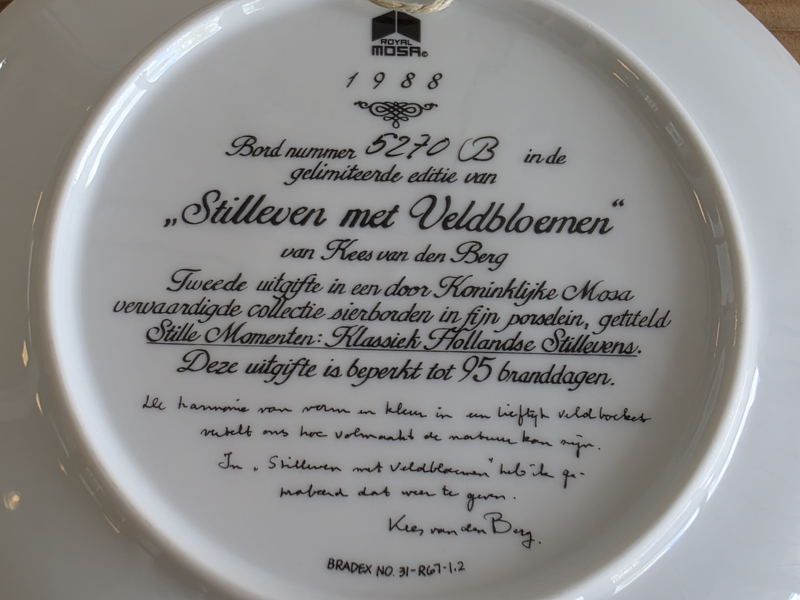 ROYAL
MOSA©
1988
Bord nummer 5270 B in de
gelimiteerde editie van
„Stilleven met Veldbloemen“
van Kees van den Berg
Tweede uitgifte in een door Koninklijke Mosa
vervaardigde collectie sierborden in fijn porselein, getiteld
Stille Momenten: Klassiek Hollandse Stillevens.
Deze uitgifte is beperkt tot 95 branddagen.
De harmonie van vorm en kleur in een lieftijk veldboeket
vertelt ons hoe volmaakt de natuur kan zijn.
In „Stilleven met Veldbloemen" heb ik ge-
probeerd dat weer te geven.
Kees van den Berg.
BRADEX NO. 31-R67-1.2